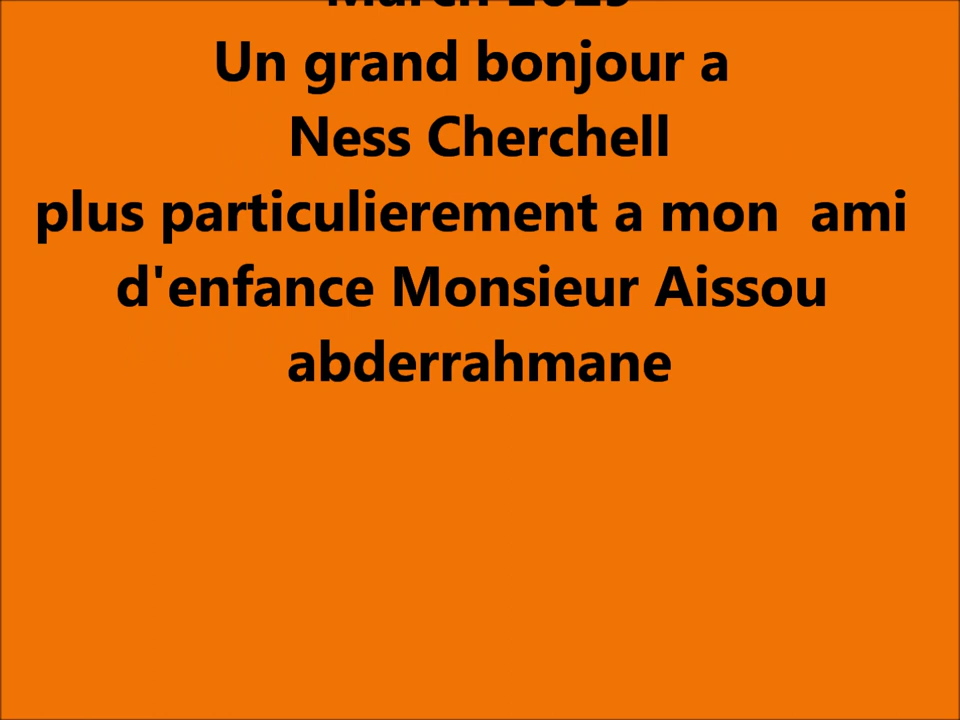 Un grand bonjour a
Ness Cherchell
plus particulierement a mon  ami
d'enfance Monsieur Aissou
abderrahmane